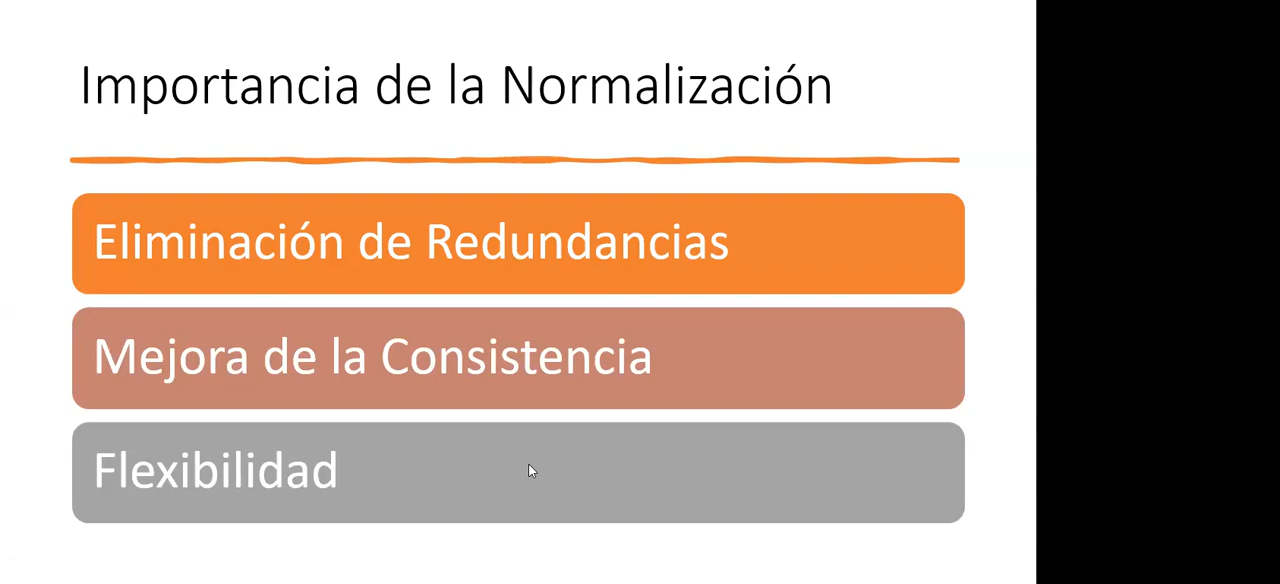 Importancia de la Normalización
Eliminación de Redundancias
Mejora de la Consistencia
Flexibilidad